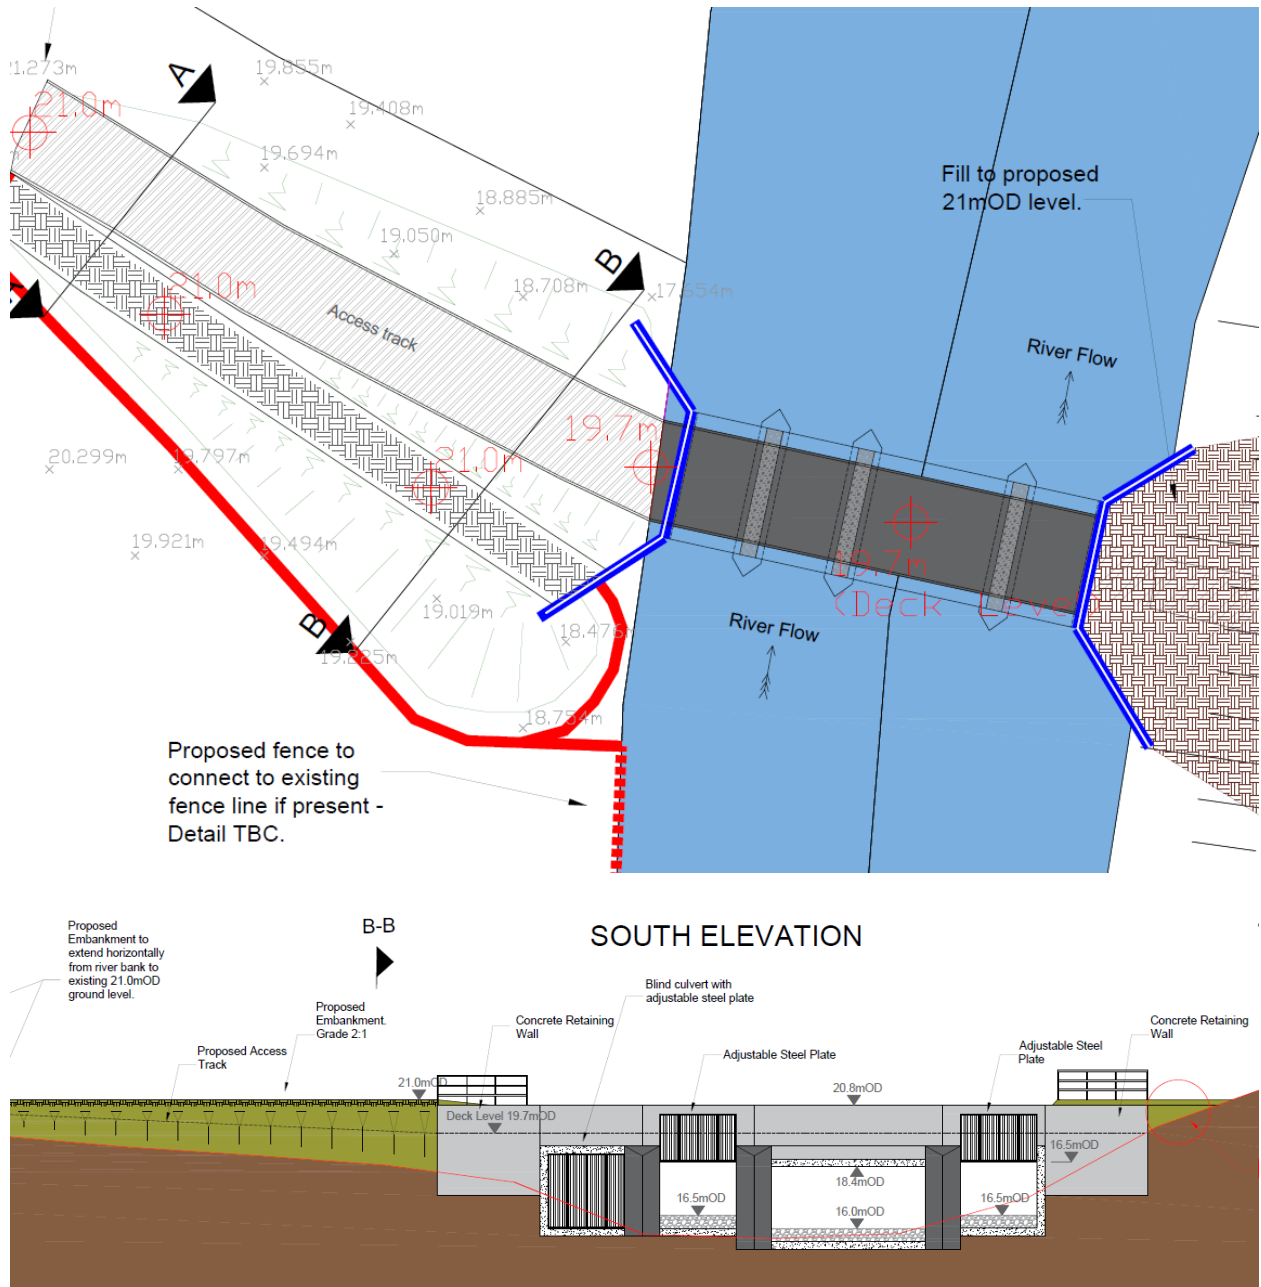 21.273m
A
19.855m
21.0m
19.408m
19.694m
Fill to proposed
21mOD level.
18.885m
19.050m
B
21.0m
18.708m
17.654m
Access track
River Flow
19.7m
20.299m
19.797m
21.0m
19.921m
19.494m
19.7m
(Deck Level)
19.019m
River Flow
B
18.476m
19.225m
18.754m
Proposed fence to
connect to existing
fence line if present -
Detail TBC.
Proposed
Embankment to
extend horizontally
from river bank to
existing 21.0mOD
ground level.
B-B
SOUTH ELEVATION
Blind culvert with
adjustable steel plate
Proposed
Embankment.
Grade 2:1
Concrete Retaining
Wall
Concrete Retaining
Wall
Proposed Access
Track
Adjustable Steel Plate
Adjustable Steel
Plate
21.0mOD
20.8mOD
Deck Level 19.7mOD
16.5mOD
18.4mOD
16.5mOD
16.0mOD
16.5mOD